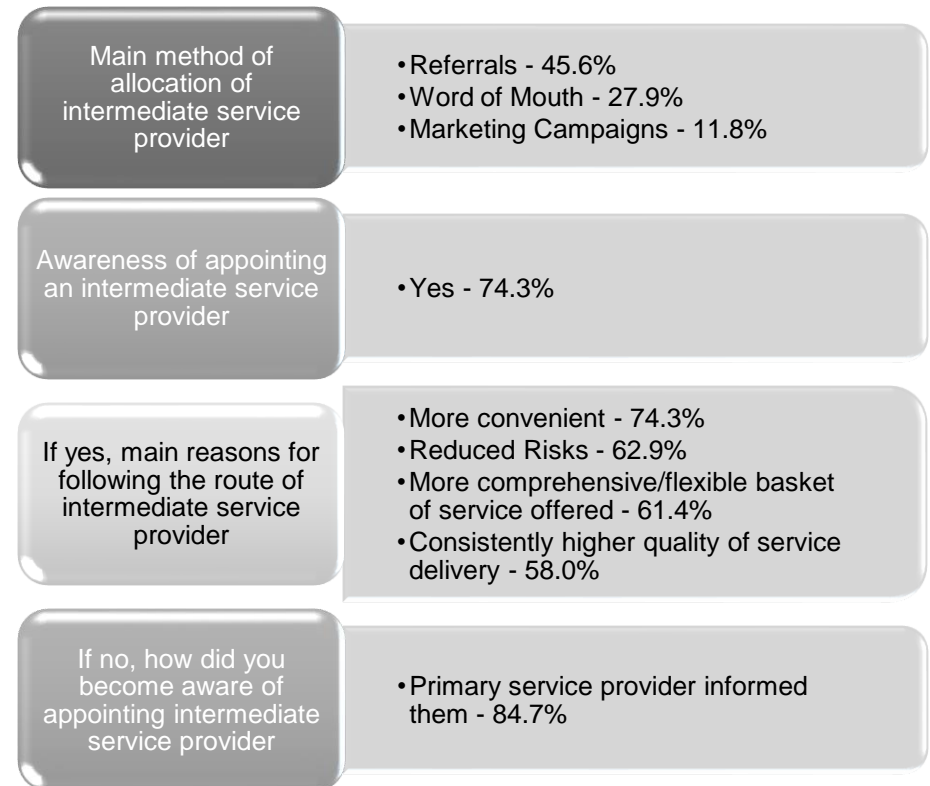 Main method of
allocation of
intermediate service
provider
•Referrals - 45.6%
•Word of Mouth - 27.9%
•Marketing Campaigns - 11.8%
Awareness of appointing
an intermediate service
provider
•Yes - 74.3%
If yes, main reasons for
following the route of
intermediate service
provider
•More convenient - 74.3%
•Reduced Risks - 62.9%
•More comprehensive/flexible basket
of service offered - 61.4%
•Consistently higher quality of service
delivery - 58.0%
If no, how did you
become aware of
appointing intermediate
service provider
•Primary service provider informed
them - 84.7%